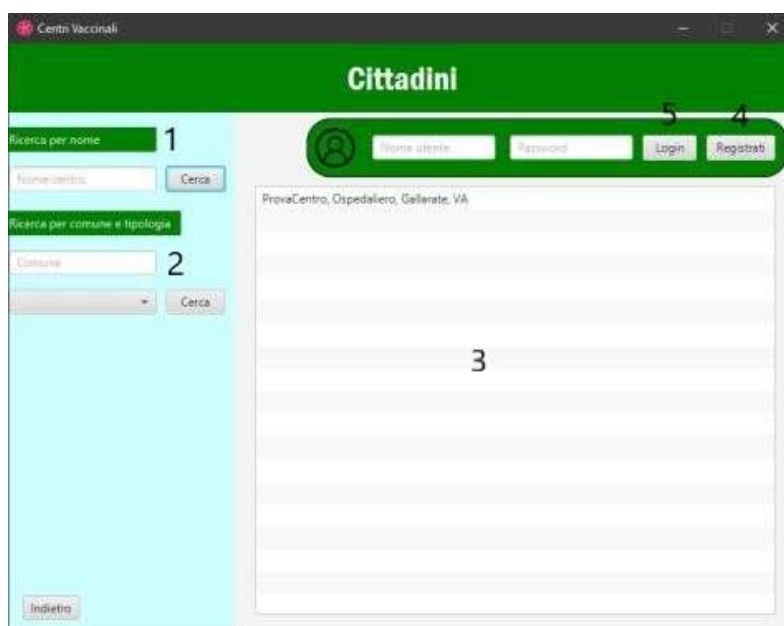 Centri Vaccinali
Cittadini
5 4
Ricerca per nome 1
Nome utente Password Login Registrati
Nome centro Cerca
ProvaCentro, Ospedaliero, Gallarate, VA
Ricerca per comune e tipologia
Comune 2
Cerca
3
Indietro